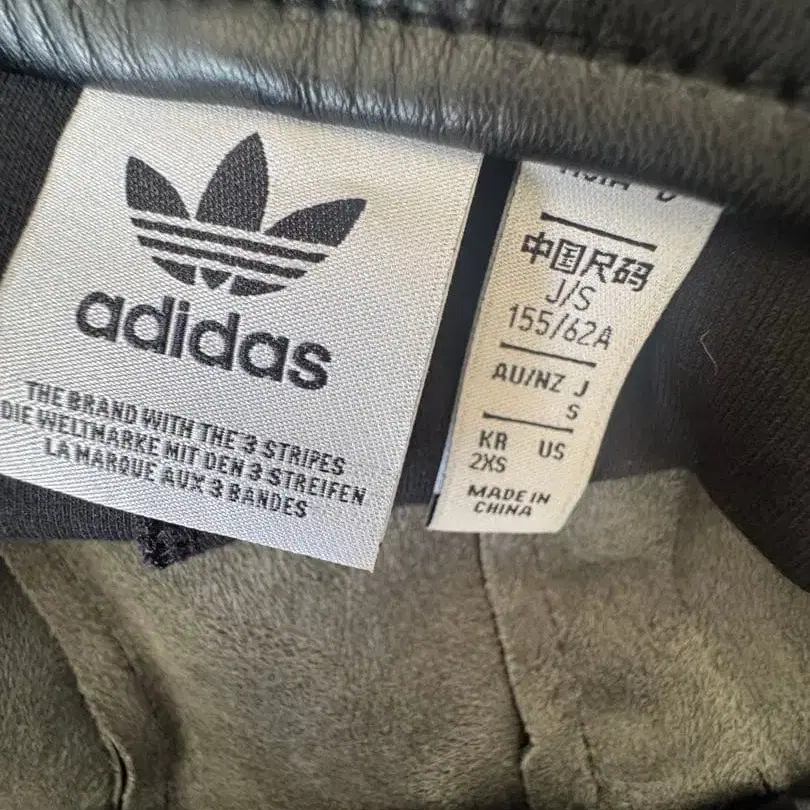 adidas
THE BRAND WITH THE 3 STRIPES
DIE WELTMARKE MIT DEN 3 STREIFEN
LA MARQUE AUX 3 BANDES
中国尺码
J/S
155/62A
AU/NZ J
S
KR US
2XS
MADE IN
CHINA